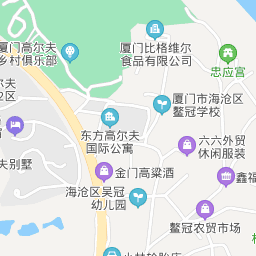 厦门比格维尔
食品有限公司
厦门高尔夫
乡村俱乐部
忠应宫
夫
2区
厦门市海沧区
鳌冠学校
东方高尔夫
国际公寓
六六外贸
休闲服装
夫别墅
金门高粱酒
鑫福
海沧区吴冠
幼儿园
鳌冠农贸市场